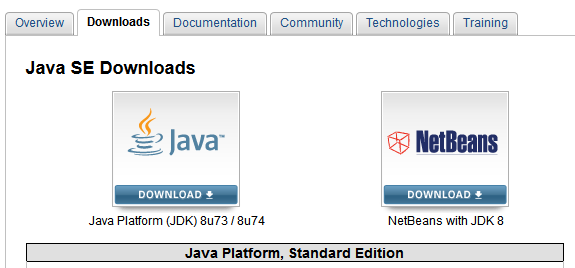 Overview Downloads Documentation Community Technologies Training
Java SE Downloads
Java™ NetBeans
DOWNLOAD DOWNLOAD
Java Platform (JDK) 8u73 / 8u74 NetBeans with JDK 8
Java Platform, Standard Edition